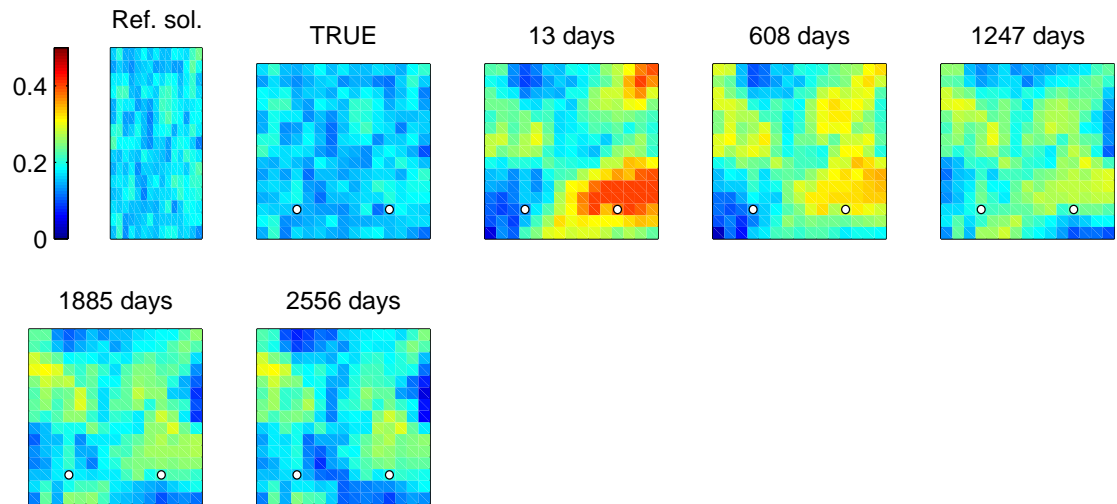 Ref. sol.
TRUE
13 days
608 days
1247 days
0.4
0.2
0
1885 days
2556 days